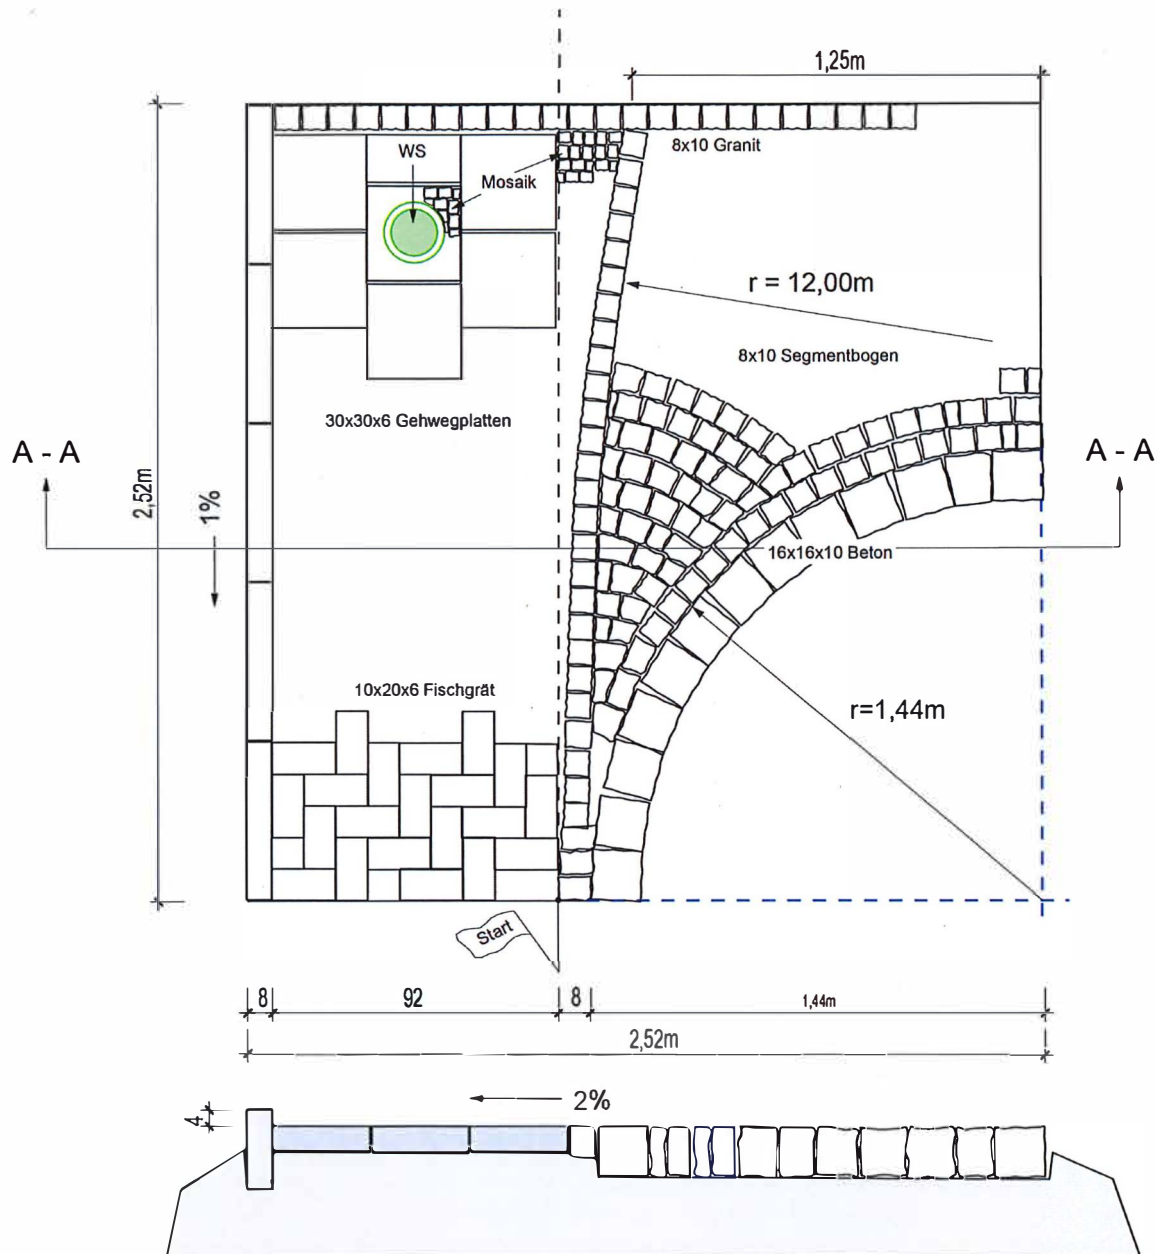 1,25m
8x10 Granit
WS
Mosaik
r = 12,00m
8x10 Segmentbogen
30x30x6 Gehwegplatten
A - A
A - A
2,52m
1%
16x16x10 Beton
10x20x6 Fischgrät
r=1,44m
Start
8
92
8
1,44m
2,52m
4
2%